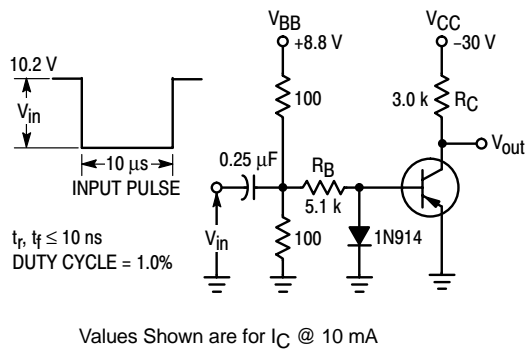 V_BB
+8.8 V
V_CC
–30 V
10.2 V
V_in
100
3.0 k R_C
V_out
10 µs
INPUT PULSE
0.25 µF
R_B
5.1 k
V_in
100
1N914
t_r, t_f ≤ 10 ns
DUTY CYCLE = 1.0%
Values Shown are for I_C @ 10 mA